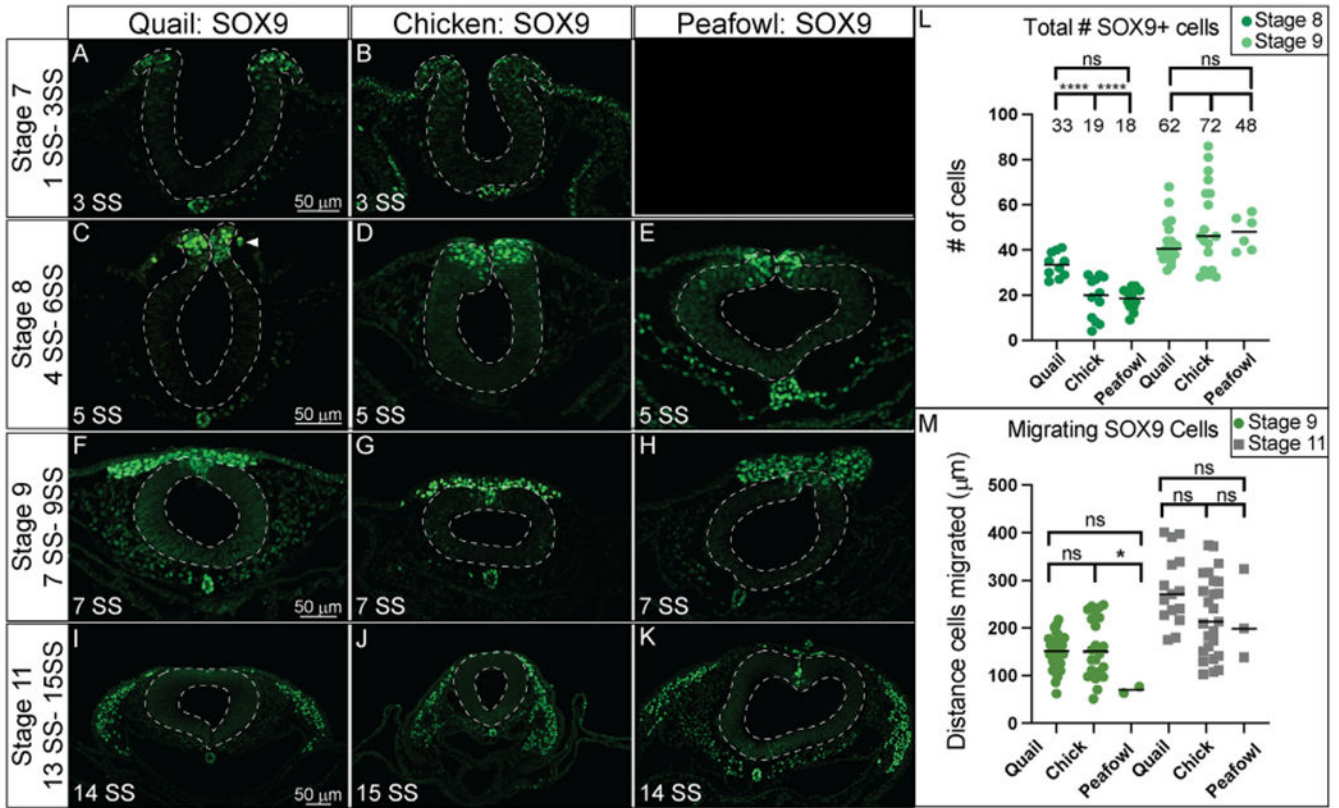 Quail: SOX9
Chicken: SOX9
Peafowl: SOX9
Stage 7
1 SS- 3SS
A
3 SS
50 μm
B
3 SS
Stage 8
4 SS- 6SS
C
5 SS
50 μm
D
5 SS
E
5 SS
Stage 9
7 SS- 9SS
F
7 SS
50 μm
G
7 SS
H
7 SS
Stage 11
13 SS- 15SS
I
14 SS
50 μm
J
15 SS
K
14 SS
L
Total # SOX9+ cells
Stage 8
Stage 9
ns
ns
**** ****
33 19 18 62 72 48
# of cells
100
80
60
40
20
0
Quail
Chick
Peafowl
Quail
Chick
Peafowl
M
Migrating SOX9 Cells
Stage 9
Stage 11
ns
ns
ns *
ns ns
Distance cells migrated (μm)
500
400
300
200
100
0
Quail
Chick
Peafowl
Quail
Chick
Peafowl